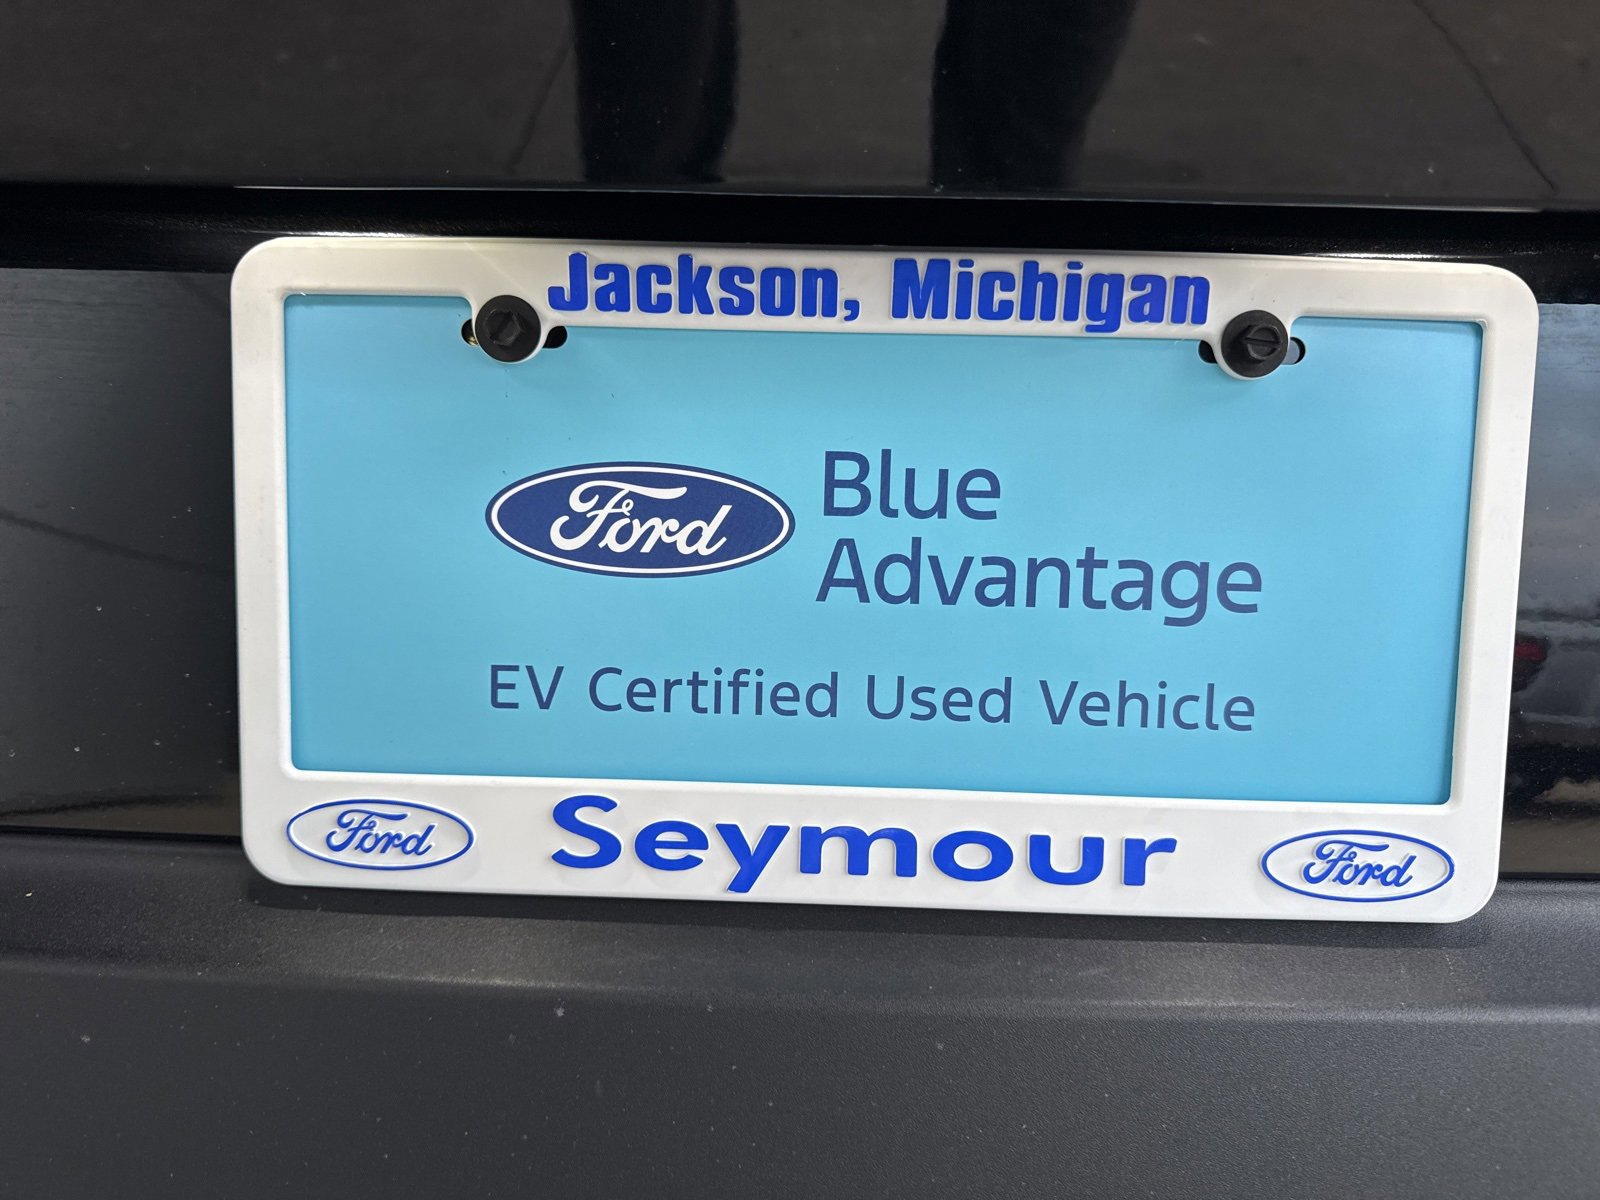 Jackson, Michigan
Ford
Blue
Advantage
EV Certified Used Vehicle
Ford Seymour Ford